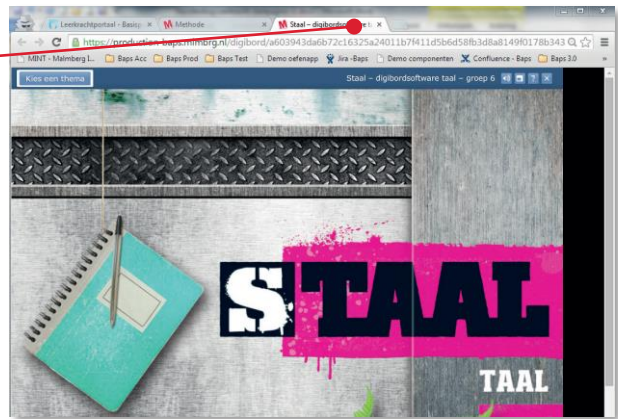 Leerkrachtportaal - Basisp ×
Methode ×
Staal – digibordsoftware t ×
https://production-baps.mimbrg.nl/digibord/a603943da6b72c16325a24011b7f411d5b6d58fb3d8a8149f0178b343
MINT - Malmberg I...
Baps Acc
Baps Prod
Baps Test
Demo oefenapp
Jira -Baps
Demo componenten
Confluence - Baps
Baps 3.0
»
Kies een thema
Staal – digibordsoftware taal – groep 6
?
×
STAAL
TAAL